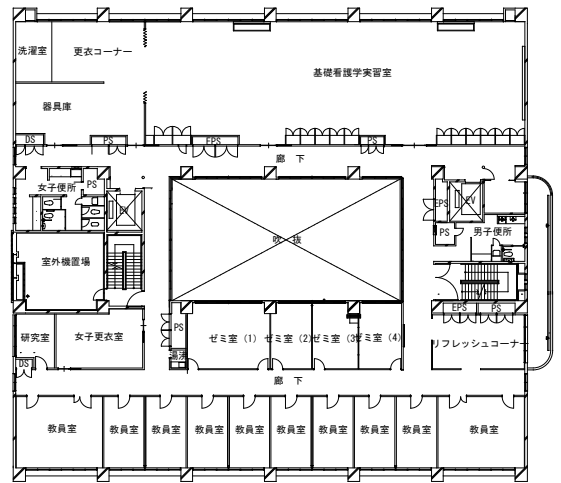 洗濯室
更衣コーナー
基礎看護学実習室
器具庫
DS
PS
EPS
PS
廊 下
女子便所
PS
EV
EPS
EV
PS
男子便所
吹 抜
室外機置場
EPS
PS
研究室
女子更衣室
PS
ゼミ室 (1)
ゼミ室 (2)
ゼミ室 (3
ゼミ室 (4)
リフレッシュコーナー
湯沸
DS
廊 下
教員室
教員室
教員室
教員室
教員室
教員室
教員室
教員室
教員室
教員室